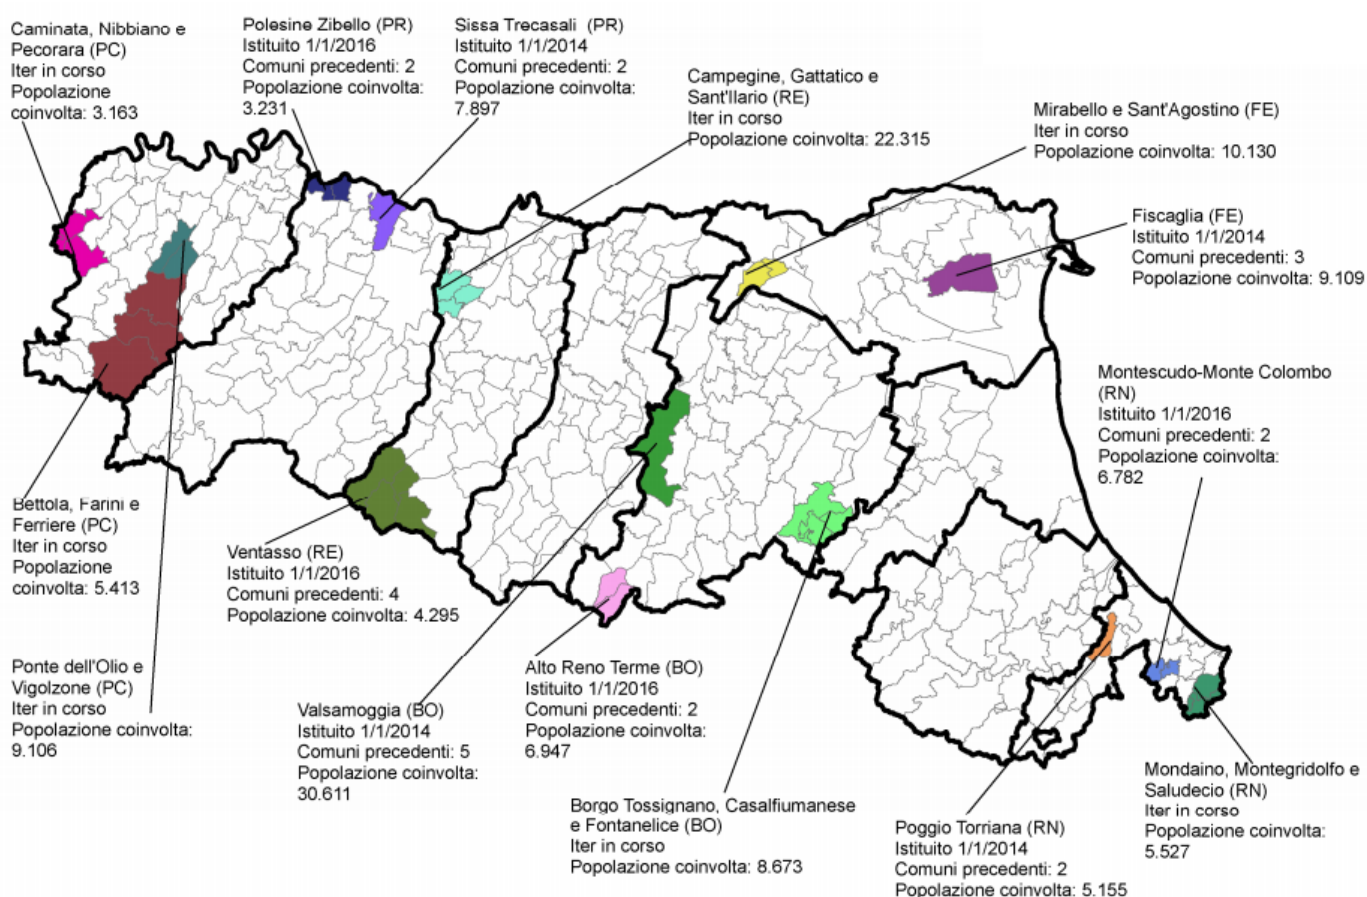 Caminata, Nibbiano e
Pecorara (PC)
Iter in corso
Popolazione
coinvolta: 3.163
Polesine Zibello (PR)
Istituito 1/1/2016
Comuni precedenti: 2
Popolazione coinvolta:
3.231
Sissa Trecasali (PR)
Istituito 1/1/2014
Comuni precedenti: 2
Popolazione coinvolta:
7.897
Campegine, Gattatico e
Sant'Ilario (RE)
Iter in corso
Popolazione coinvolta: 22.315
Mirabello e Sant'Agostino (FE)
Iter in corso
Popolazione coinvolta: 10.130
Fiscaglia (FE)
Istituito 1/1/2014
Comuni precedenti: 3
Popolazione coinvolta: 9.109
Montescudo-Monte Colombo
(RN)
Istituito 1/1/2016
Comuni precedenti: 2
Popolazione coinvolta:
6.782
Bettola, Farini e
Ferriere (PC)
Iter in corso
Popolazione
coinvolta: 5.413
Ventasso (RE)
Istituito 1/1/2016
Comuni precedenti: 4
Popolazione coinvolta: 4.295
Ponte dell'Olio e
Vigolzone (PC)
Iter in corso
Popolazione coinvolta:
9.106
Valsamoggia (BO)
Istituito 1/1/2014
Comuni precedenti: 5
Popolazione coinvolta:
30.611
Alto Reno Terme (BO)
Istituito 1/1/2016
Comuni precedenti: 2
Popolazione coinvolta:
6.947
Borgo Tossignano, Casalfiumanese
e Fontanelice (BO)
Iter in corso
Popolazione coinvolta: 8.673
Poggio Torriana (RN)
Istituito 1/1/2014
Comuni precedenti: 2
Popolazione coinvolta: 5.155
Mondaino, Montegridolfo e
Saludecio (RN)
Iter in corso
Popolazione coinvolta:
5.527